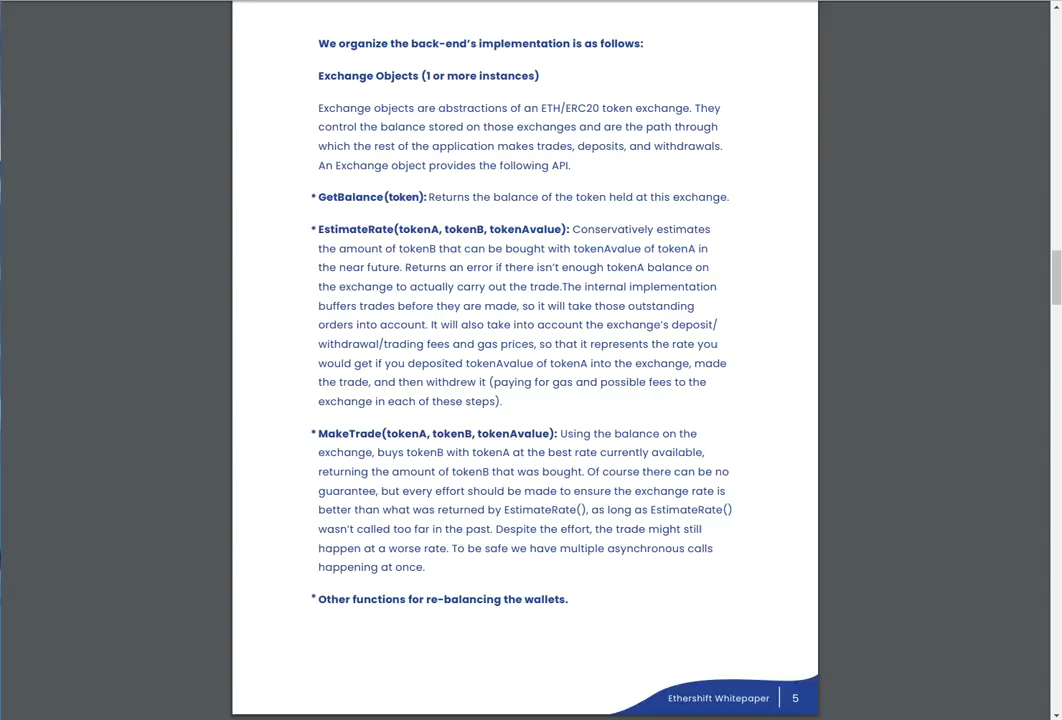 We organize the back-end’s implementation is as follows:
Exchange Objects (1 or more instances)
Exchange objects are abstractions of an ETH/ERC20 token exchange. They
control the balance stored on those exchanges and are the path through
which the rest of the application makes trades, deposits, and withdrawals.
An Exchange object provides the following API.
* GetBalance(token): Returns the balance of the token held at this exchange.
* EstimateRate(tokenA, tokenB, tokenAvalue): Conservatively estimates
the amount of tokenB that can be bought with tokenAvalue of tokenA in
the near future. Returns an error if there isn’t enough tokenA balance on
the exchange to actually carry out the trade.The internal implementation
buffers trades before they are made, so it will take those outstanding
orders into account. It will also take into account the exchange’s deposit/
withdrawal/trading fees and gas prices, so that it represents the rate you
would get if you deposited tokenAvalue of tokenA into the exchange, made
the trade, and then withdrew it (paying for gas and possible fees to the
exchange in each of these steps).
* MakeTrade(tokenA, tokenB, tokenAvalue): Using the balance on the
exchange, buys tokenB with tokenA at the best rate currently available,
returning the amount of tokenB that was bought. Of course there can be no
guarantee, but every effort should be made to ensure the exchange rate is
better than what was returned by EstimateRate(), as long as EstimateRate()
wasn’t called too far in the past. Despite the effort, the trade might still
happen at a worse rate. To be safe we have multiple asynchronous calls
happening at once.
* Other functions for re-balancing the wallets.
Ethershift Whitepaper 5